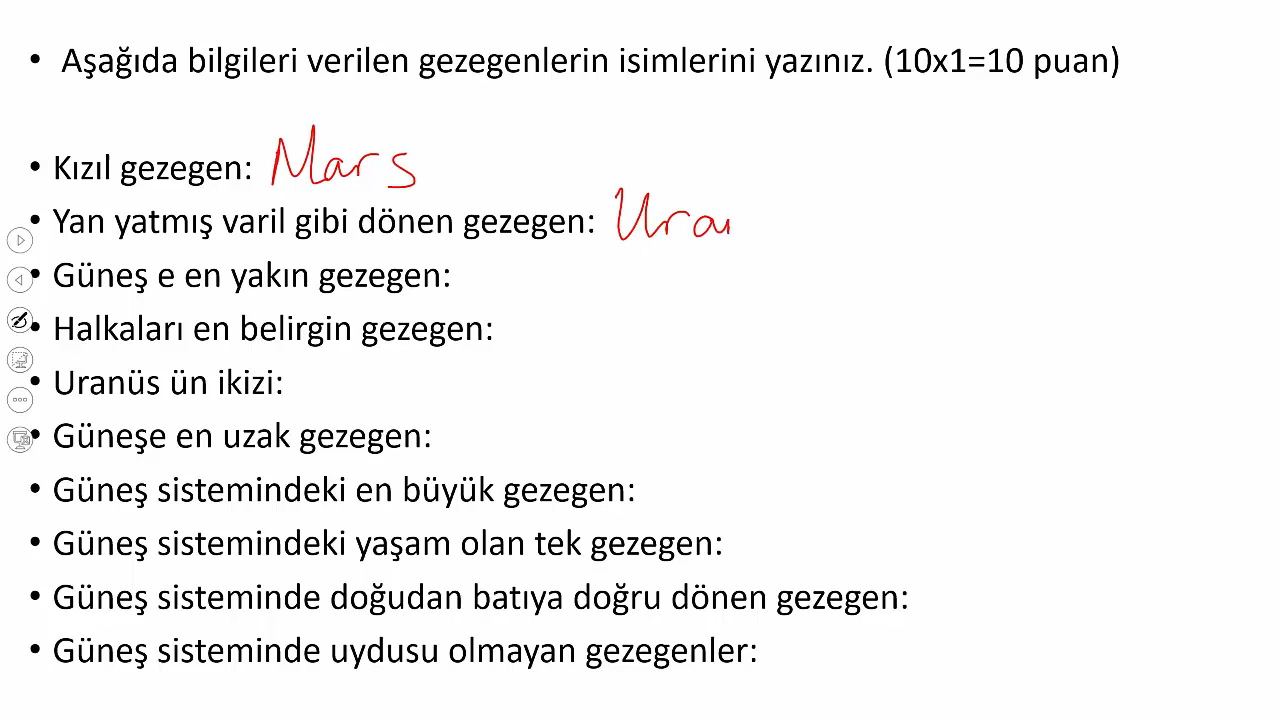 • Aşağıda bilgileri verilen gezegenlerin isimlerini yazınız. (10x1=10 puan)
• Kızıl gezegen: Mars
• Yan yatmış varil gibi dönen gezegen: Uran
• Güneş e en yakın gezegen:
• Halkaları en belirgin gezegen:
• Uranüs ün ikizi:
• Güneşe en uzak gezegen:
• Güneş sistemindeki en büyük gezegen:
• Güneş sistemindeki yaşam olan tek gezegen:
• Güneş sisteminde doğudan batıya doğru dönen gezegen:
• Güneş sisteminde uydusu olmayan gezegenler: